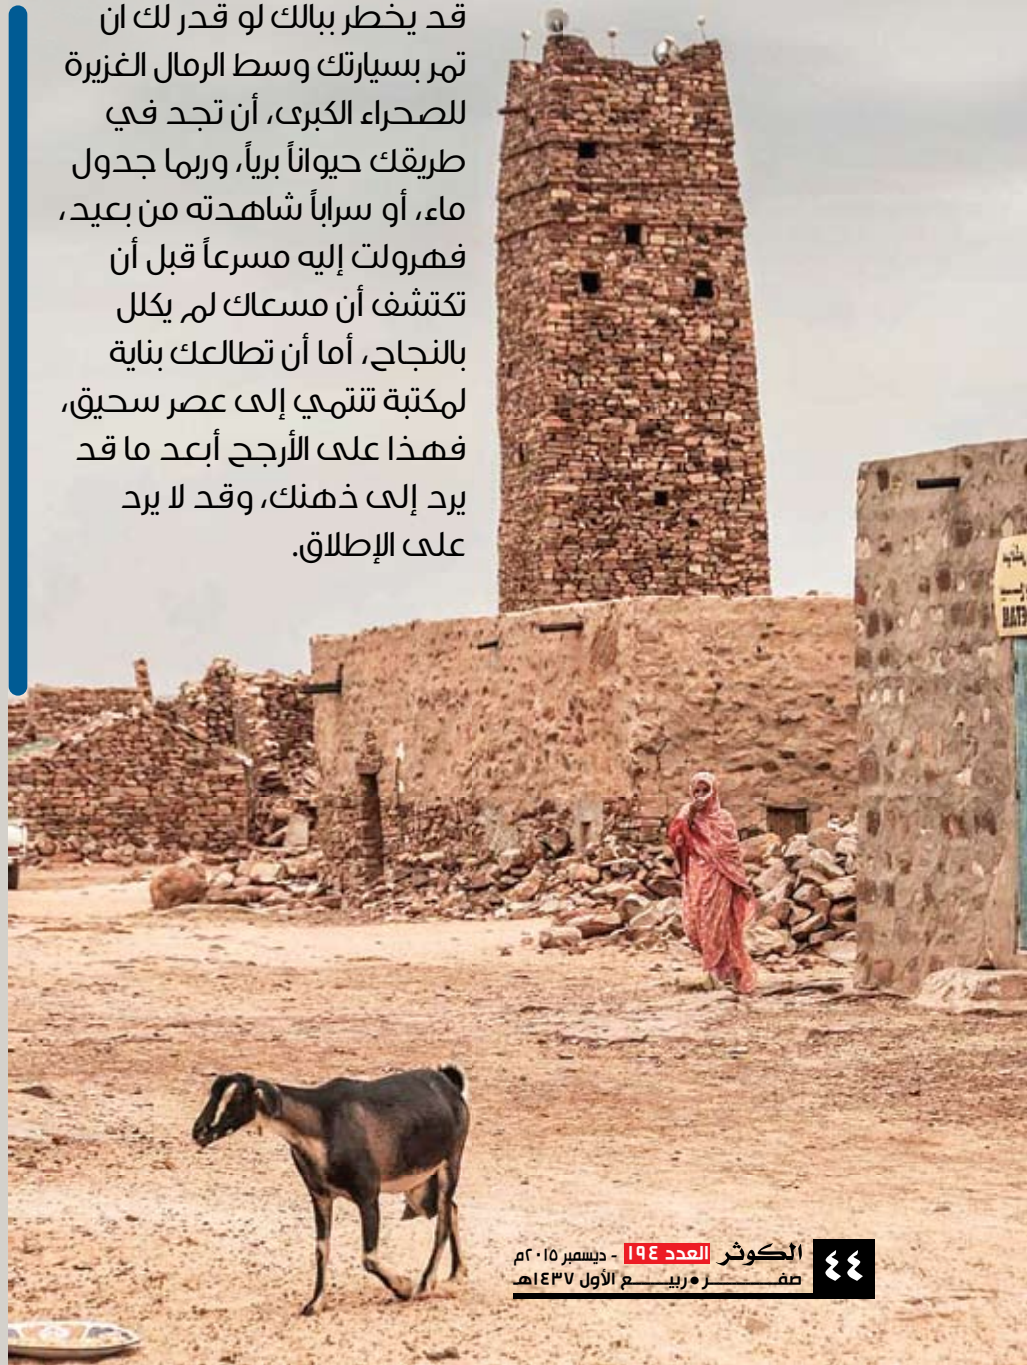 قد يخطر ببالك لو قدر لك ان
تمر بسيارتك وسط الرمال الغزيرة
للصحراء الكبرى، أن تجد في
طريقك حيواناً برياً، وربما جدول
ماء، أو سراباً شاهدته من بعيد،
فهرولت إليه مسرعاً قبل أن
تكتشف أن مسعاك لم يكلل
بالنجاح، أما أن تطالعك بناية
لمكتبة تنتمي إلى عصر سحيق،
فهذا على الأرجح أبعد ما قد
يرد إلى ذهنك، وقد لا يرد
على الإطلاق.
٤٤
الكوثر العدد ١٩٤ - ديسمبر ٢٠١٥م
صفـــــر • ربيـــــع الأول ١٤٣٧هـ